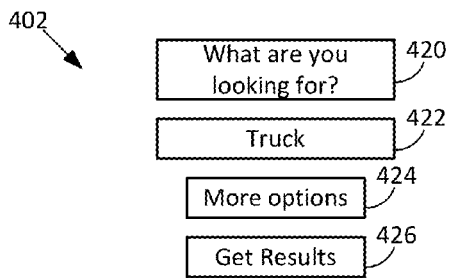 402
What are you
looking for?
420
Truck
422
More options
424
Get Results
426